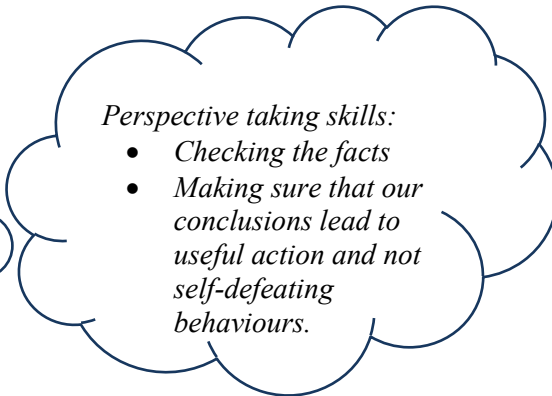 Perspective taking skills:
• Checking the facts
• Making sure that our
conclusions lead to
useful action and not
self-defeating
behaviours.